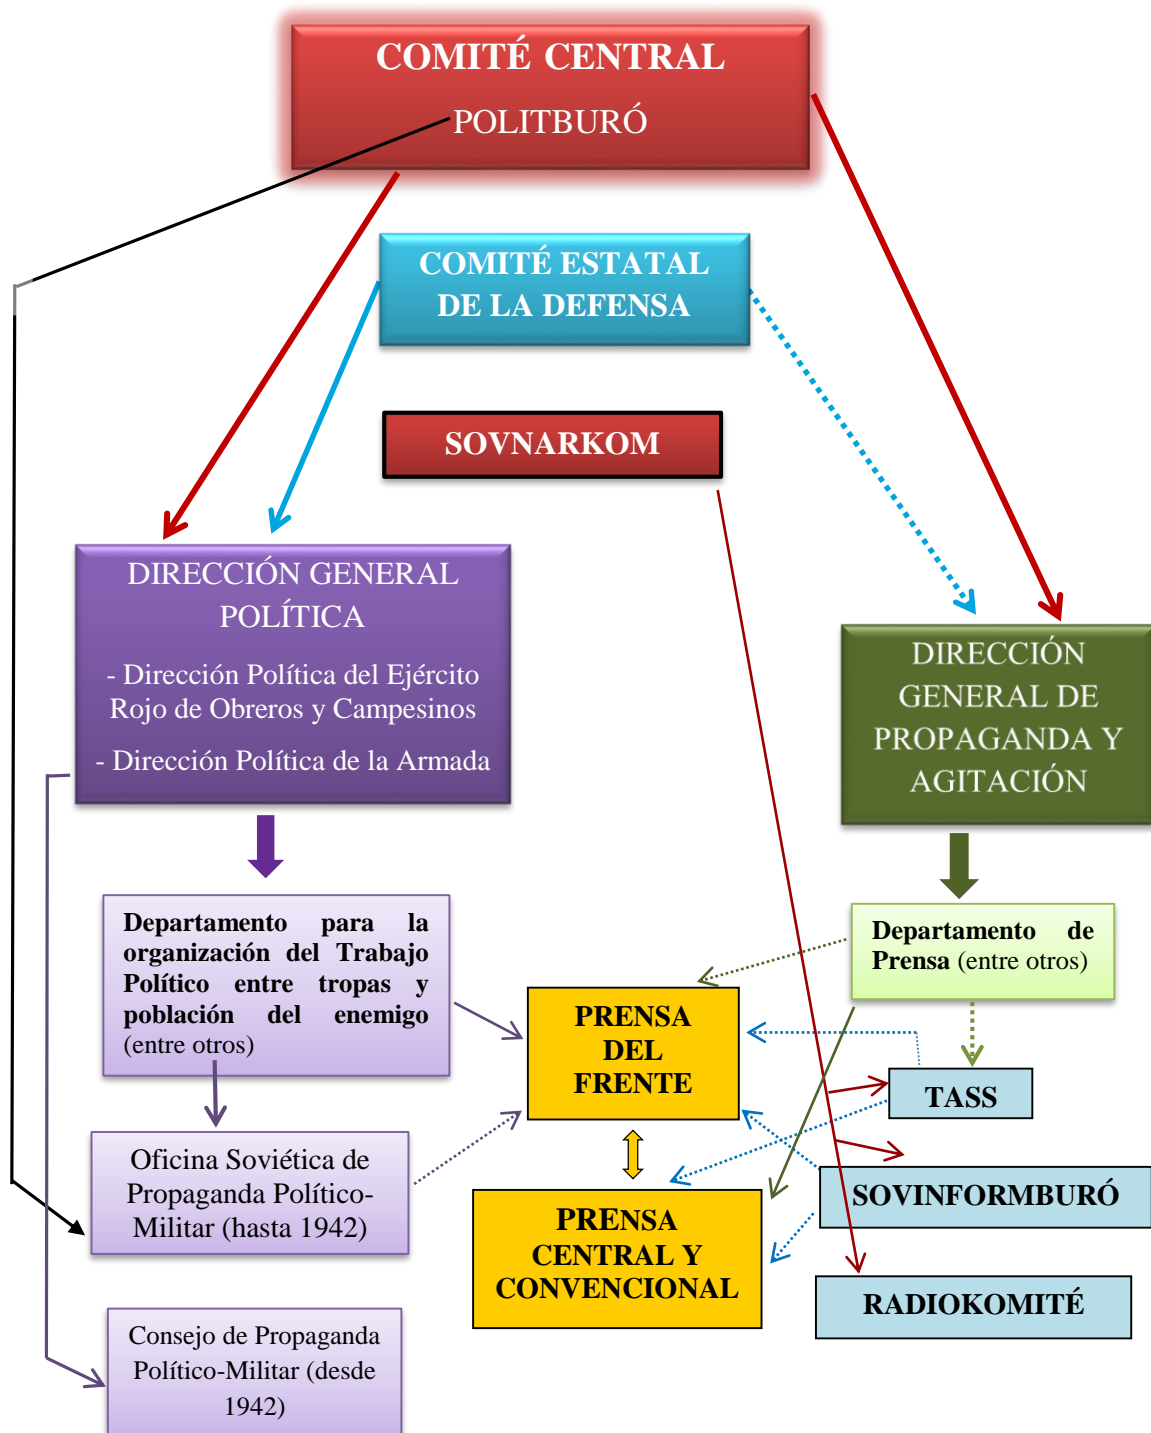 COMITÉ CENTRAL
POLITBURÓ
COMITÉ ESTATAL
DE LA DEFENSA
SOVNARKOM
DIRECCIÓN GENERAL
POLÍTICA
- Dirección Política del Ejército
Rojo de Obreros y Campesinos
- Dirección Política de la Armada
DIRECCIÓN
GENERAL DE
PROPAGANDA Y
AGITACIÓN
Departamento para la
organización del Trabajo
Político entre tropas y
población del enemigo
(entre otros)
Departamento de
Prensa (entre otros)
PRENSA
DEL
FRENTE
TASS
Oficina Soviética de
Propaganda Político-
Militar (hasta 1942)
SOVINFORMBURÓ
PRENSA
CENTRAL Y
CONVENCIONAL
RADIOKOMITÉ
Consejo de Propaganda
Político-Militar (desde
1942)